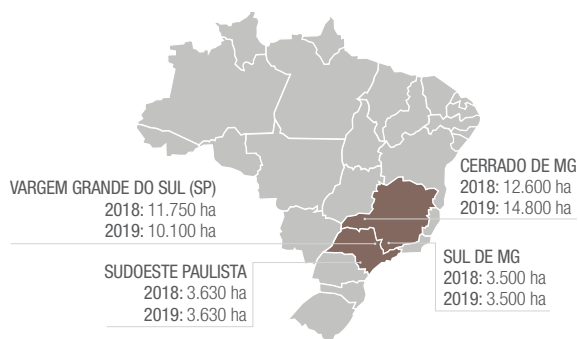 VARGEM GRANDE DO SUL (SP)
2018: 11.750 ha
2019: 10.100 ha
SUDOESTE PAULISTA
2018: 3.630 ha
2019: 3.630 ha
CERRADO DE MG
2018: 12.600 ha
2019: 14.800 ha
SUL DE MG
2018: 3.500 ha
2019: 3.500 ha